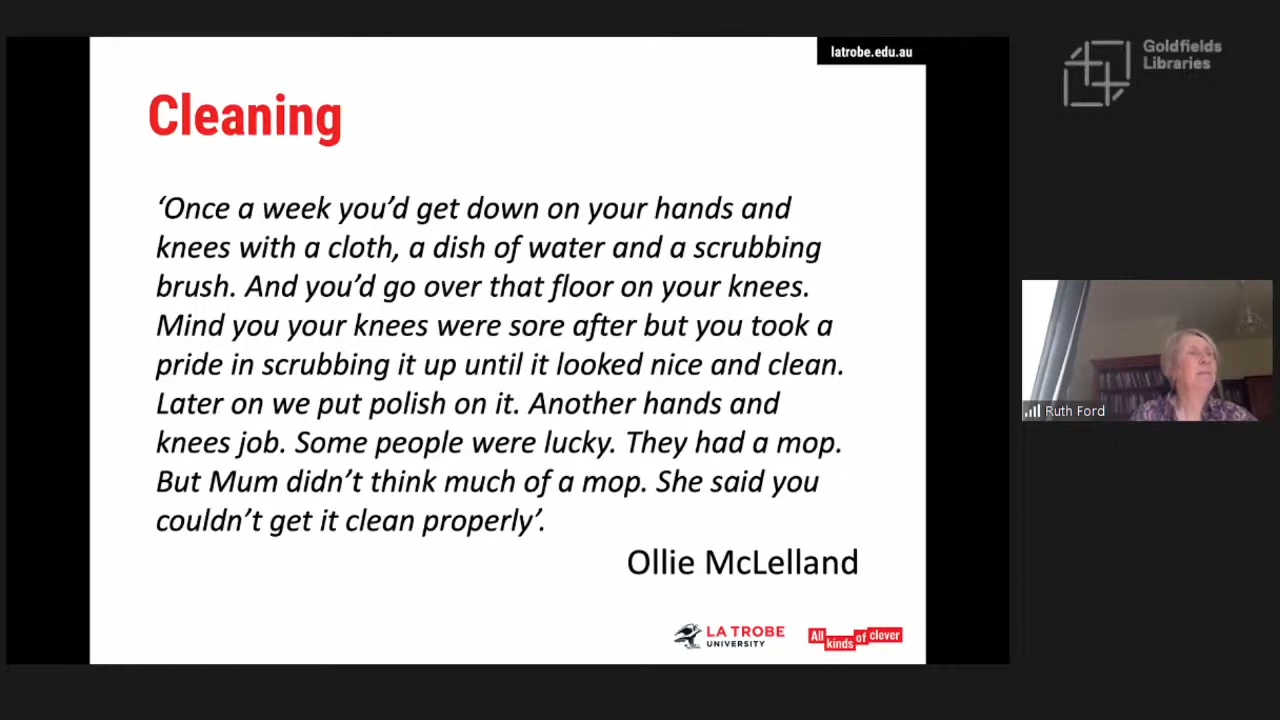 latrobe.edu.au
Goldfields
Libraries
Cleaning
‘Once a week you’d get down on your hands and
knees with a cloth, a dish of water and a scrubbing
brush. And you’d go over that floor on your knees.
Mind you your knees were sore after but you took a
pride in scrubbing it up until it looked nice and clean.
Later on we put polish on it. Another hands and
knees job. Some people were lucky. They had a mop.
But Mum didn’t think much of a mop. She said you
couldn’t get it clean properly’.
Ollie McLelland
Ruth Ford
LA TROBE
UNIVERSITY
All kinds of clever